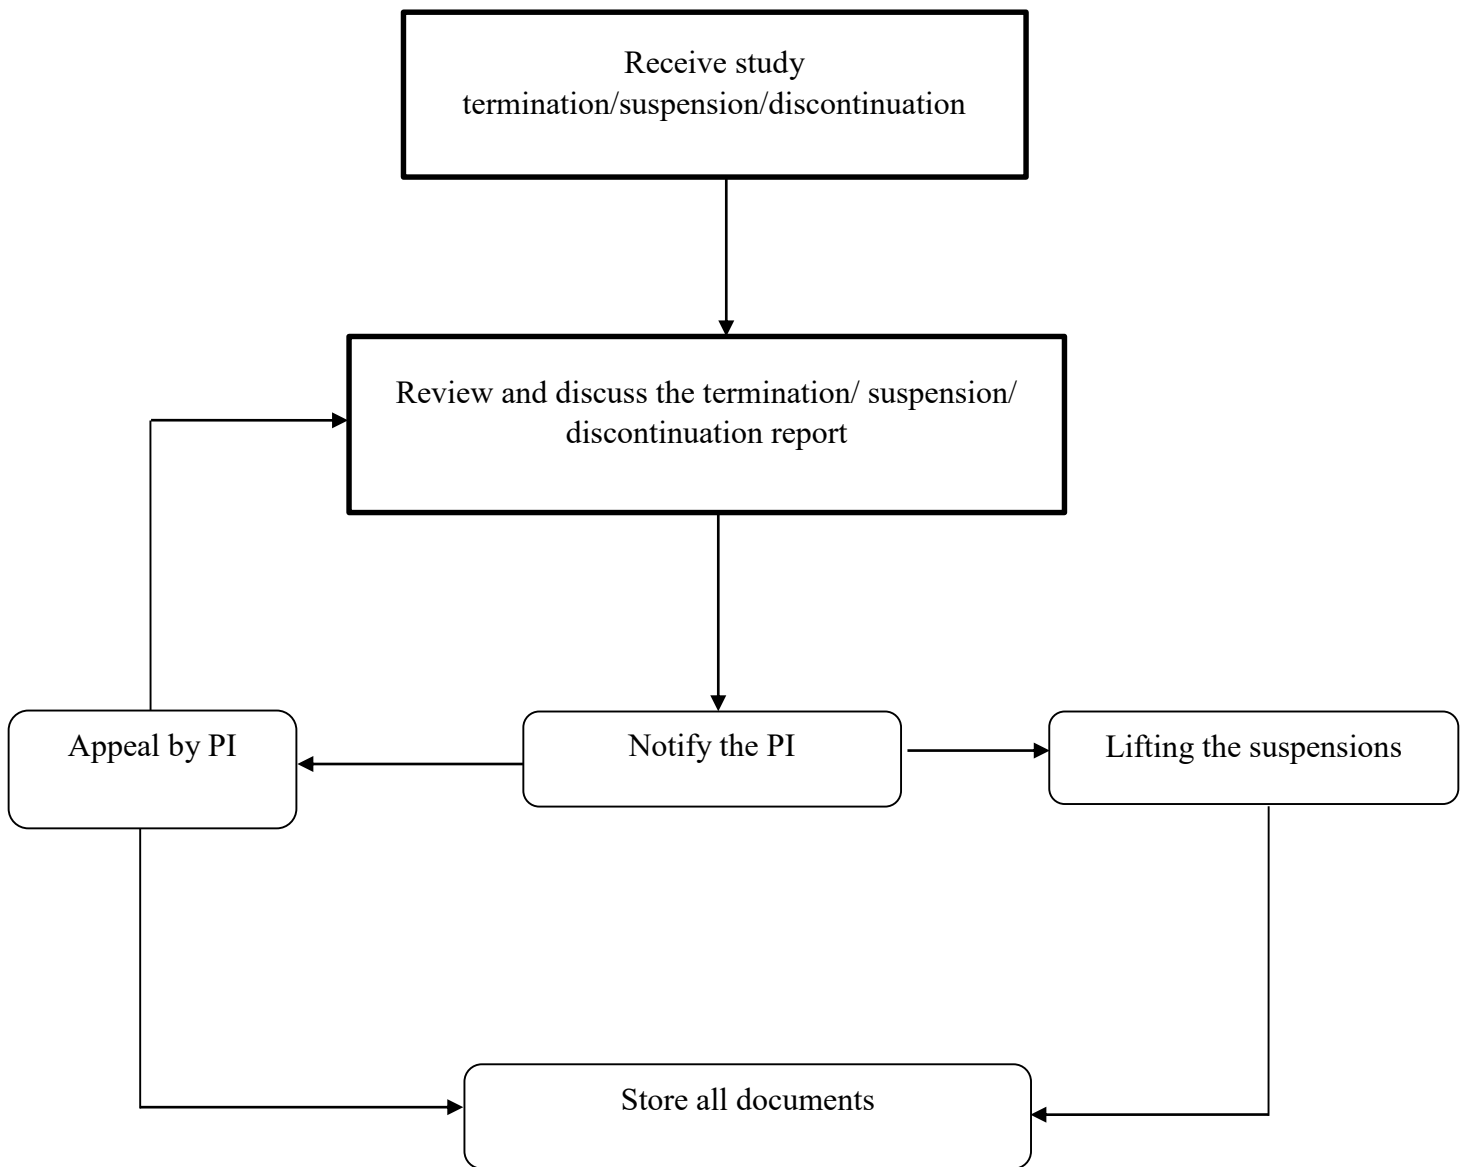 Receive study
termination/suspension/discontinuation
Review and discuss the termination/ suspension/
discontinuation report
Appeal by PI
Notify the PI
Lifting the suspensions
Store all documents